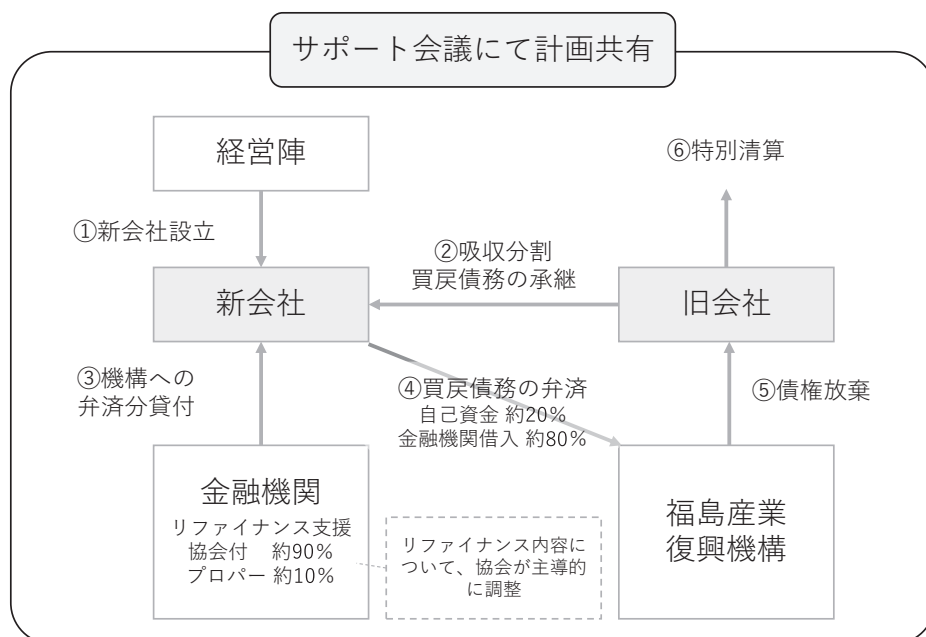 サポート会議にて計画共有
経営陣
⑥特別清算
①新会社設立
②吸収分割
買戻債務の承継
新会社
旧会社
③機構への
弁済分貸付
④買戻債務の弁済
自己資金 約20%
金融機関借入 約80%
⑤債権放棄
金融機関
リファイナンス支援
協会付　約90%
プロパー 約10%
リファイナンス内容に
ついて、協会が主導的
に調整
福島産業
復興機構